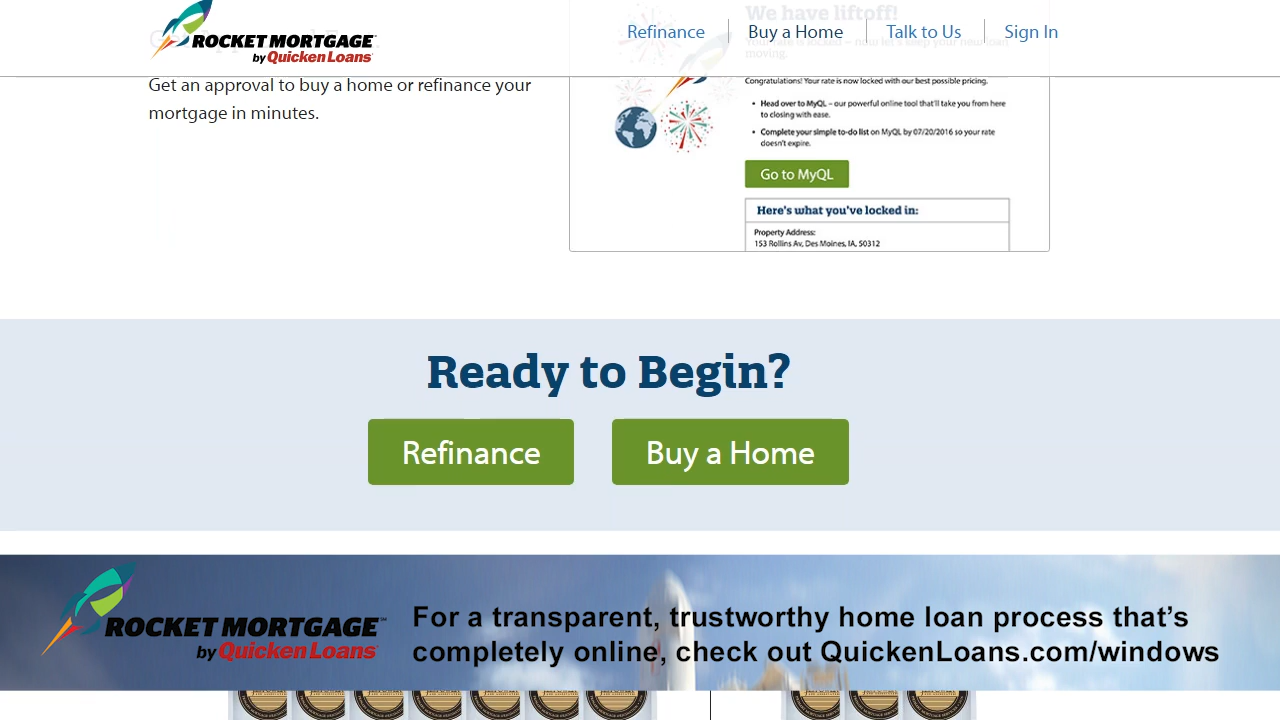 ROCKET MORTGAGE
by Quicken Loans
Refinance
Buy a Home
Talk to Us
Sign In
Get an approval to buy a home or refinance your
mortgage in minutes.
We have liftoff!
moving.
Congratulations! Your rate is now locked with our best possible pricing.
• Head over to MyQL – our powerful online tool that'll take you from here
to closing with ease.
• Complete your simple to-do list on MyQL by 07/20/2016 so your rate
doesn't expire.
Go to MyQL
Here's what you've locked in:
Property Address:
153 Rollins Av, Des Moines, IA, 50312
Ready to Begin?
Refinance
Buy a Home
ROCKET MORTGAGE™
by Quicken Loans
For a transparent, trustworthy home loan process that's
completely online, check out QuickenLoans.com/windows